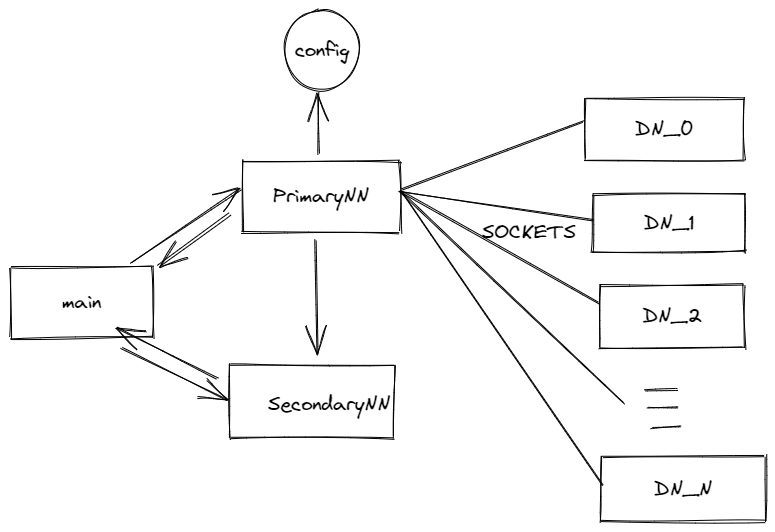 config
DN_0
PrimaryNN
DN_1
SOCKETS
main
DN_2
SecondaryNN
DN_N